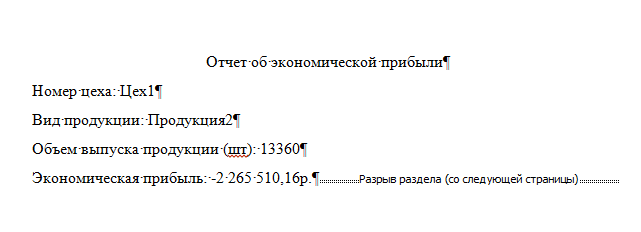 Отчет об экономической прибыли¶
Номер цеха: Цех1¶
Вид продукции: Продукция2¶
Объем выпуска продукции (шт): 13360¶
Экономическая прибыль: -2 265 510,16р.¶ Разрыв раздела (со следующей страницы)